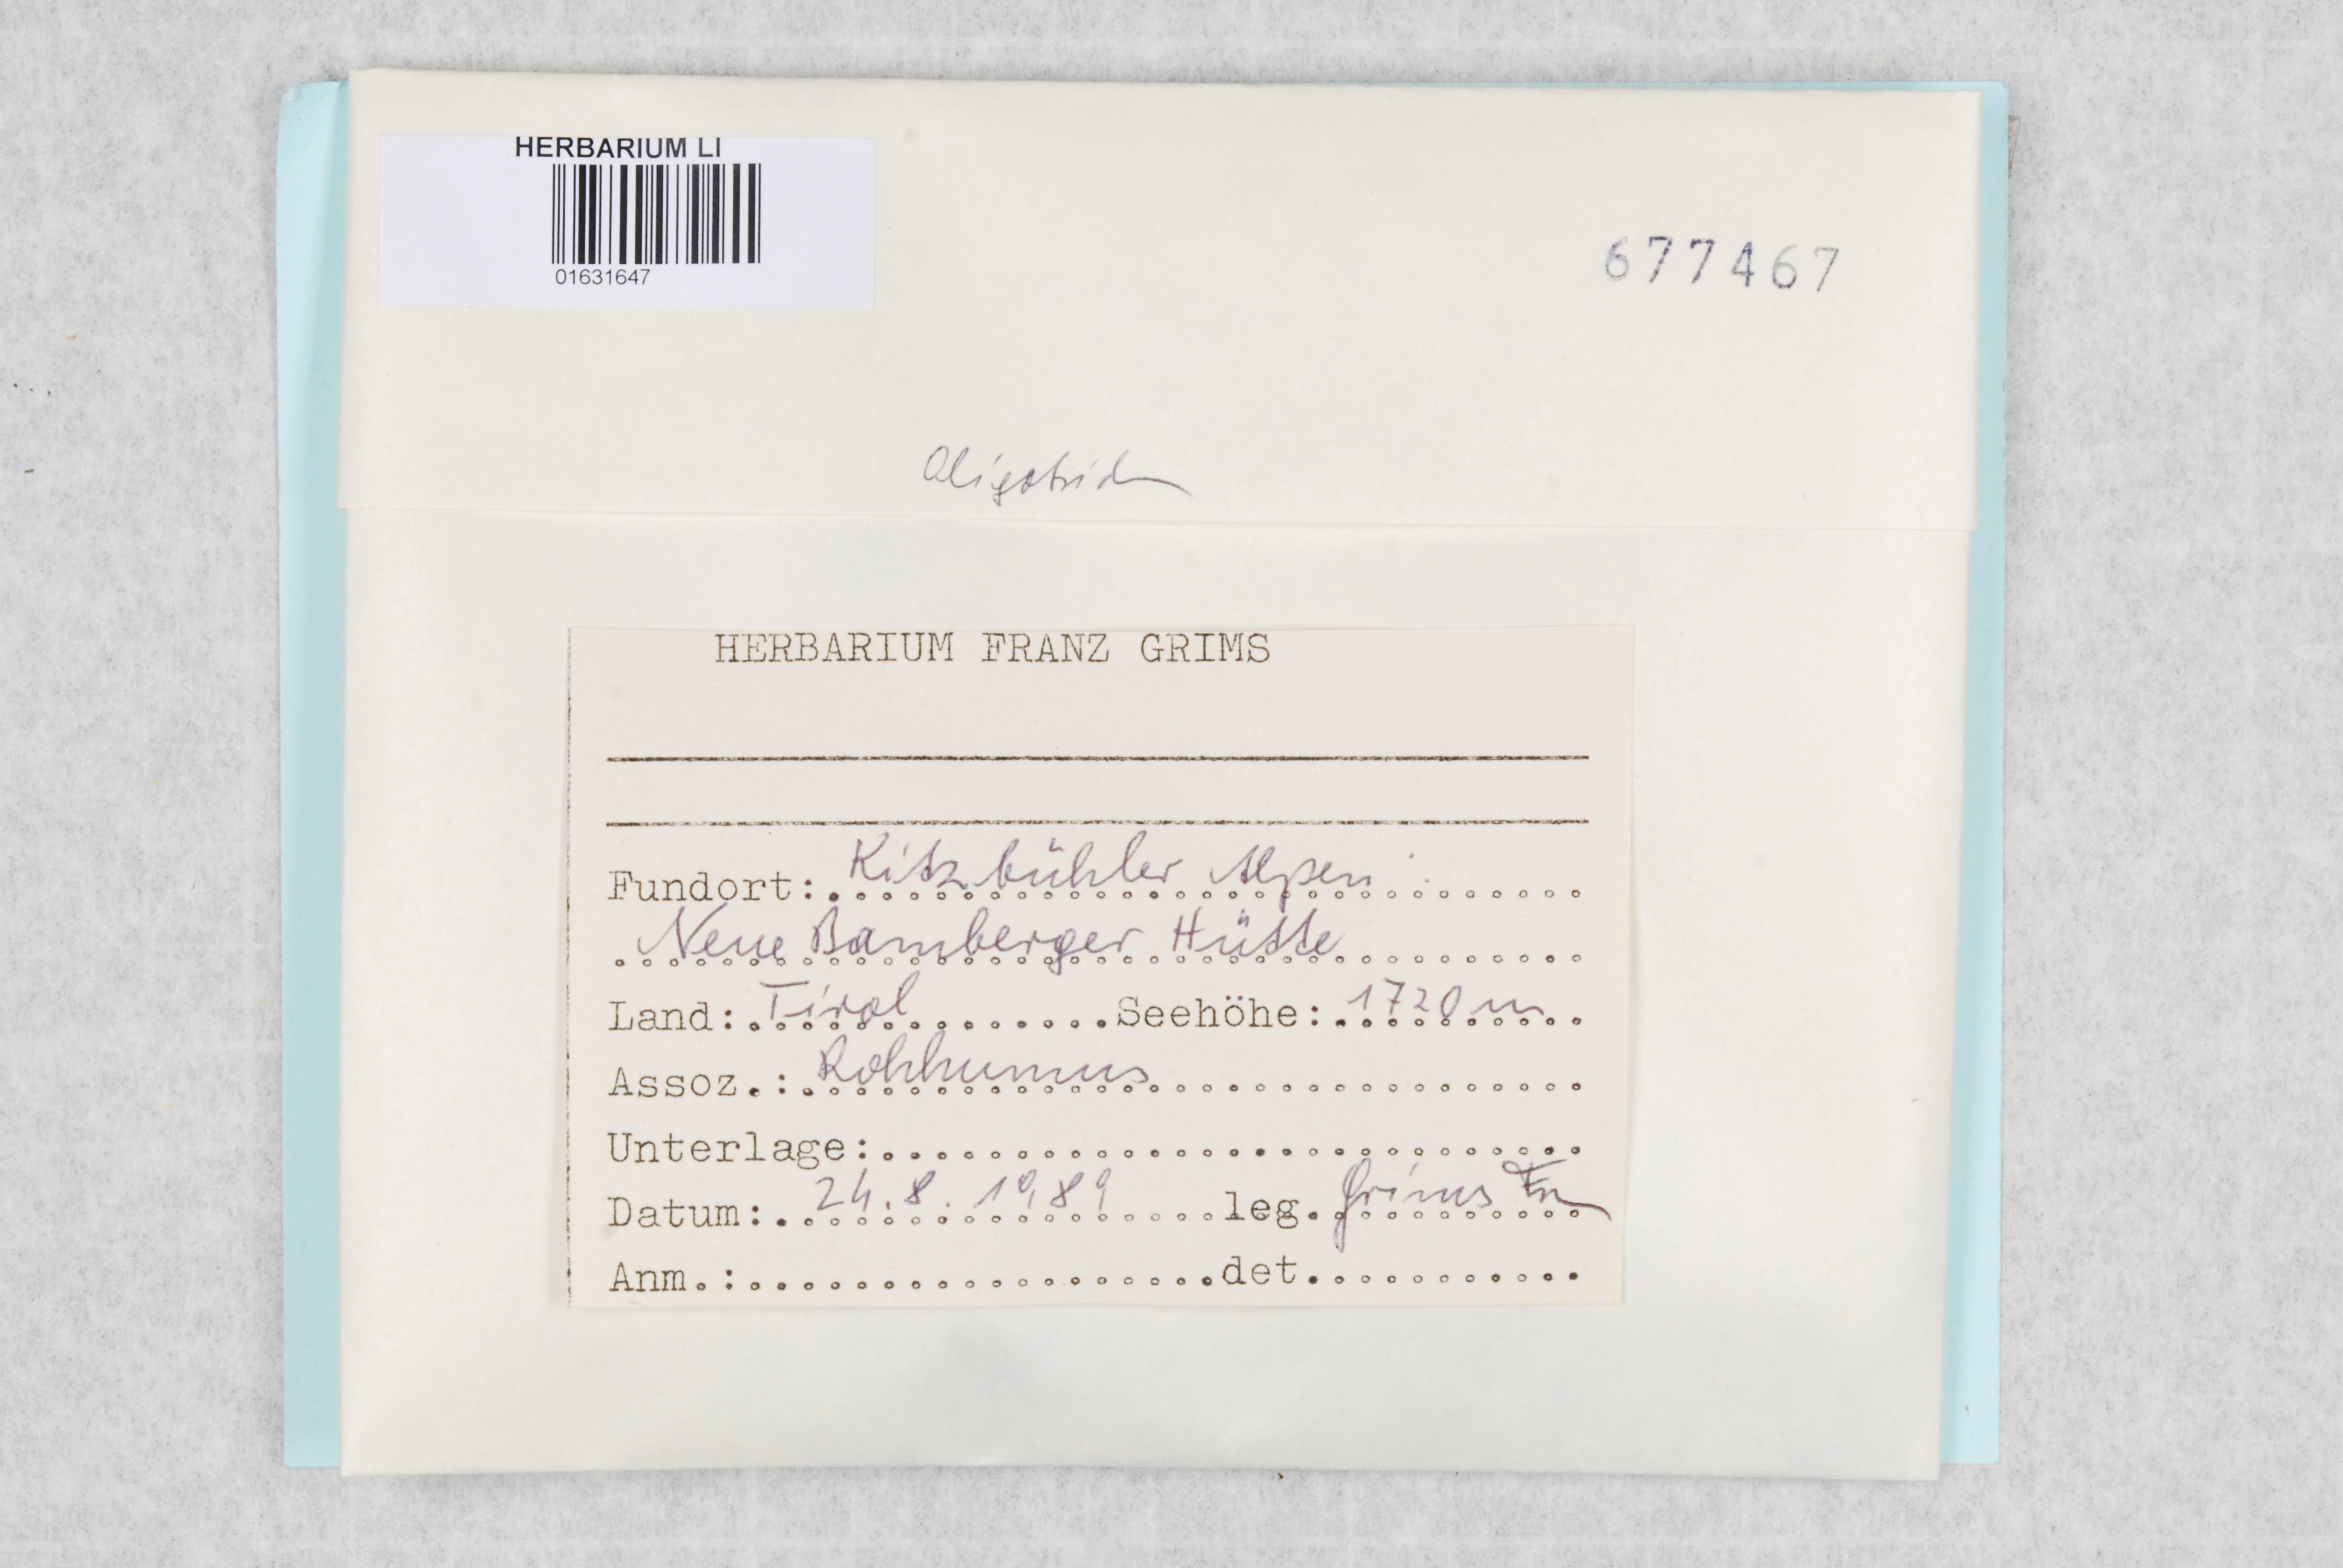 HERBARIUM LI
01631647
677467
Oligotrich
HERBARIUM FRANZ GRIMS
Fundort: Kitzbühler Alpen
Neue Bamberger Hütte
Land: Tirol Seehöhe: 1720 m
Assoz.: Rohhumus
Unterlage:
Datum: 24.8.1989 leg. Grims Fr
Anm.: det.